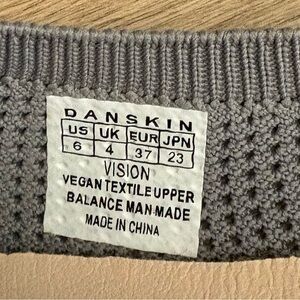 DANSKIN
US UK EUR JPN
6 4 37 23
VISION
VEGAN TEXTILE UPPER
BALANCE MAN MADE
MADE IN CHINA